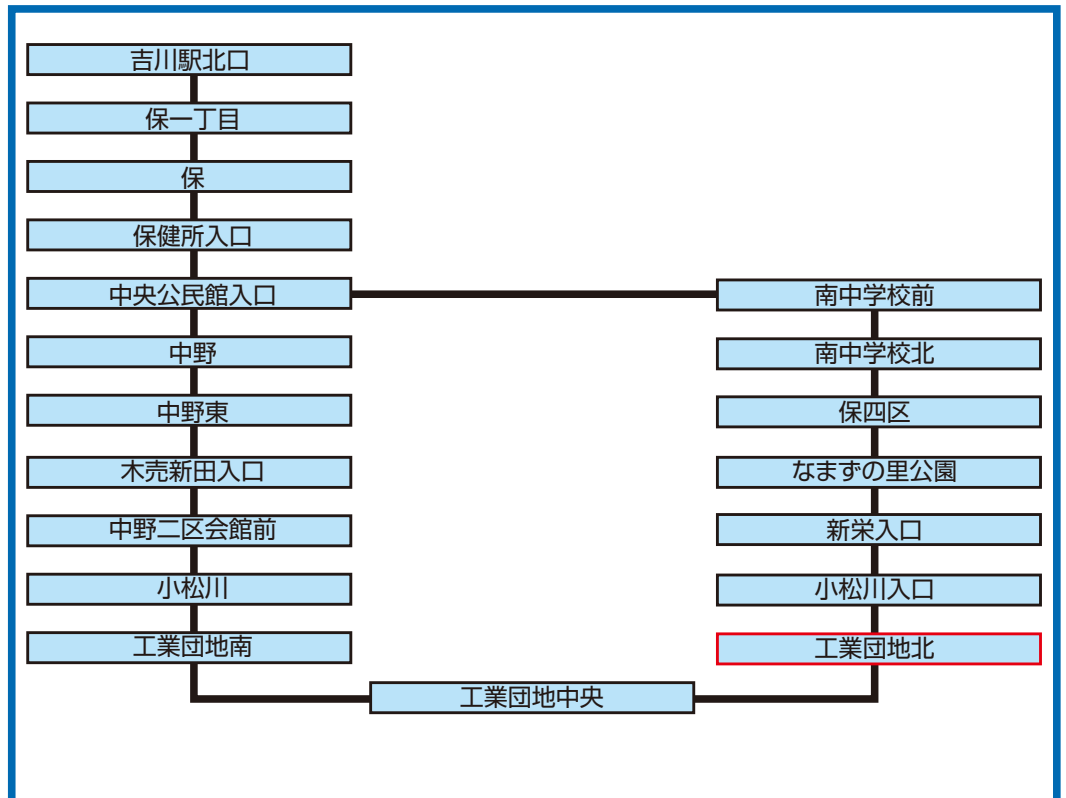 吉川駅北口
保一丁目
保
保健所入口
中央公民館入口
中野
中野東
木売新田入口
中野二区会館前
小松川
工業団地南
工業団地中央
南中学校前
南中学校北
保四区
なまずの里公園
新栄入口
小松川入口
工業団地北